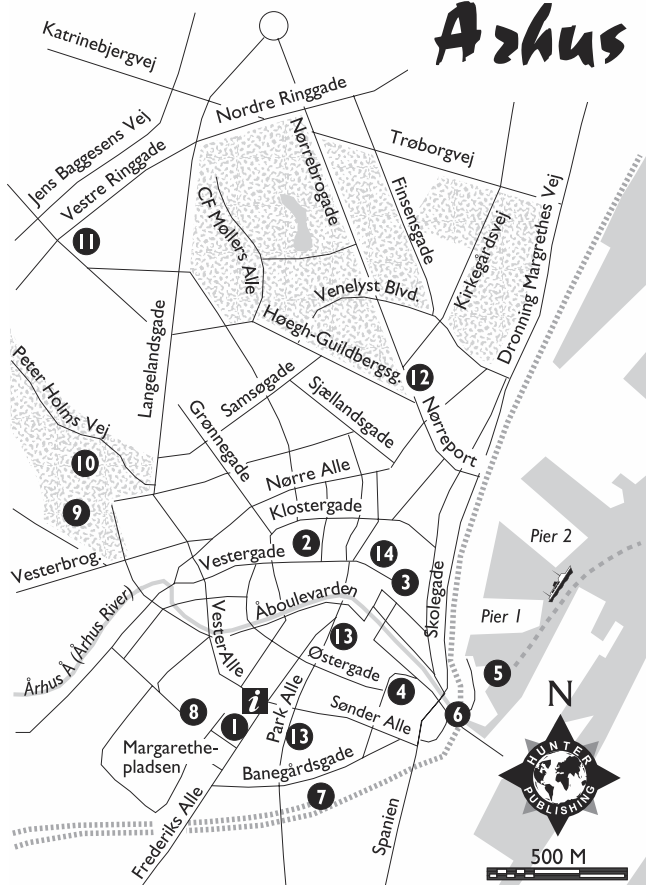 Århus
Katrinebjergvej
Nordre Ringgade
Jens Baggesens Vej
Vestre Ringgade
Nørrebrogade
Trøborgvej
Finsensgade
CF Møllers Alle
Kirkegårdsvej
Dronning Margrethes Vej
11
Venelyst Blvd.
Langelandsgade
Høegh-Guildbergsg.
12
Peter Holms Vej
Samsøgade
Sjællandsgade
Grønnegade
Nørreport
10
Nørre Alle
9
Klostergade
2
14
Pier 2
Vesterbrog.
Vestergade
3
Åboulevarden
Skolegade
Pier 1
Århus Å (Århus River)
Vester Alle
13
Østergade
5
4
i
Park Alle
Sønder Alle
N
8
1
6
13
Margarethe-
pladsen
Banegårdsgade
HUNTER
PUBLISHING
7
Frederiks Alle
Spanien
500 M